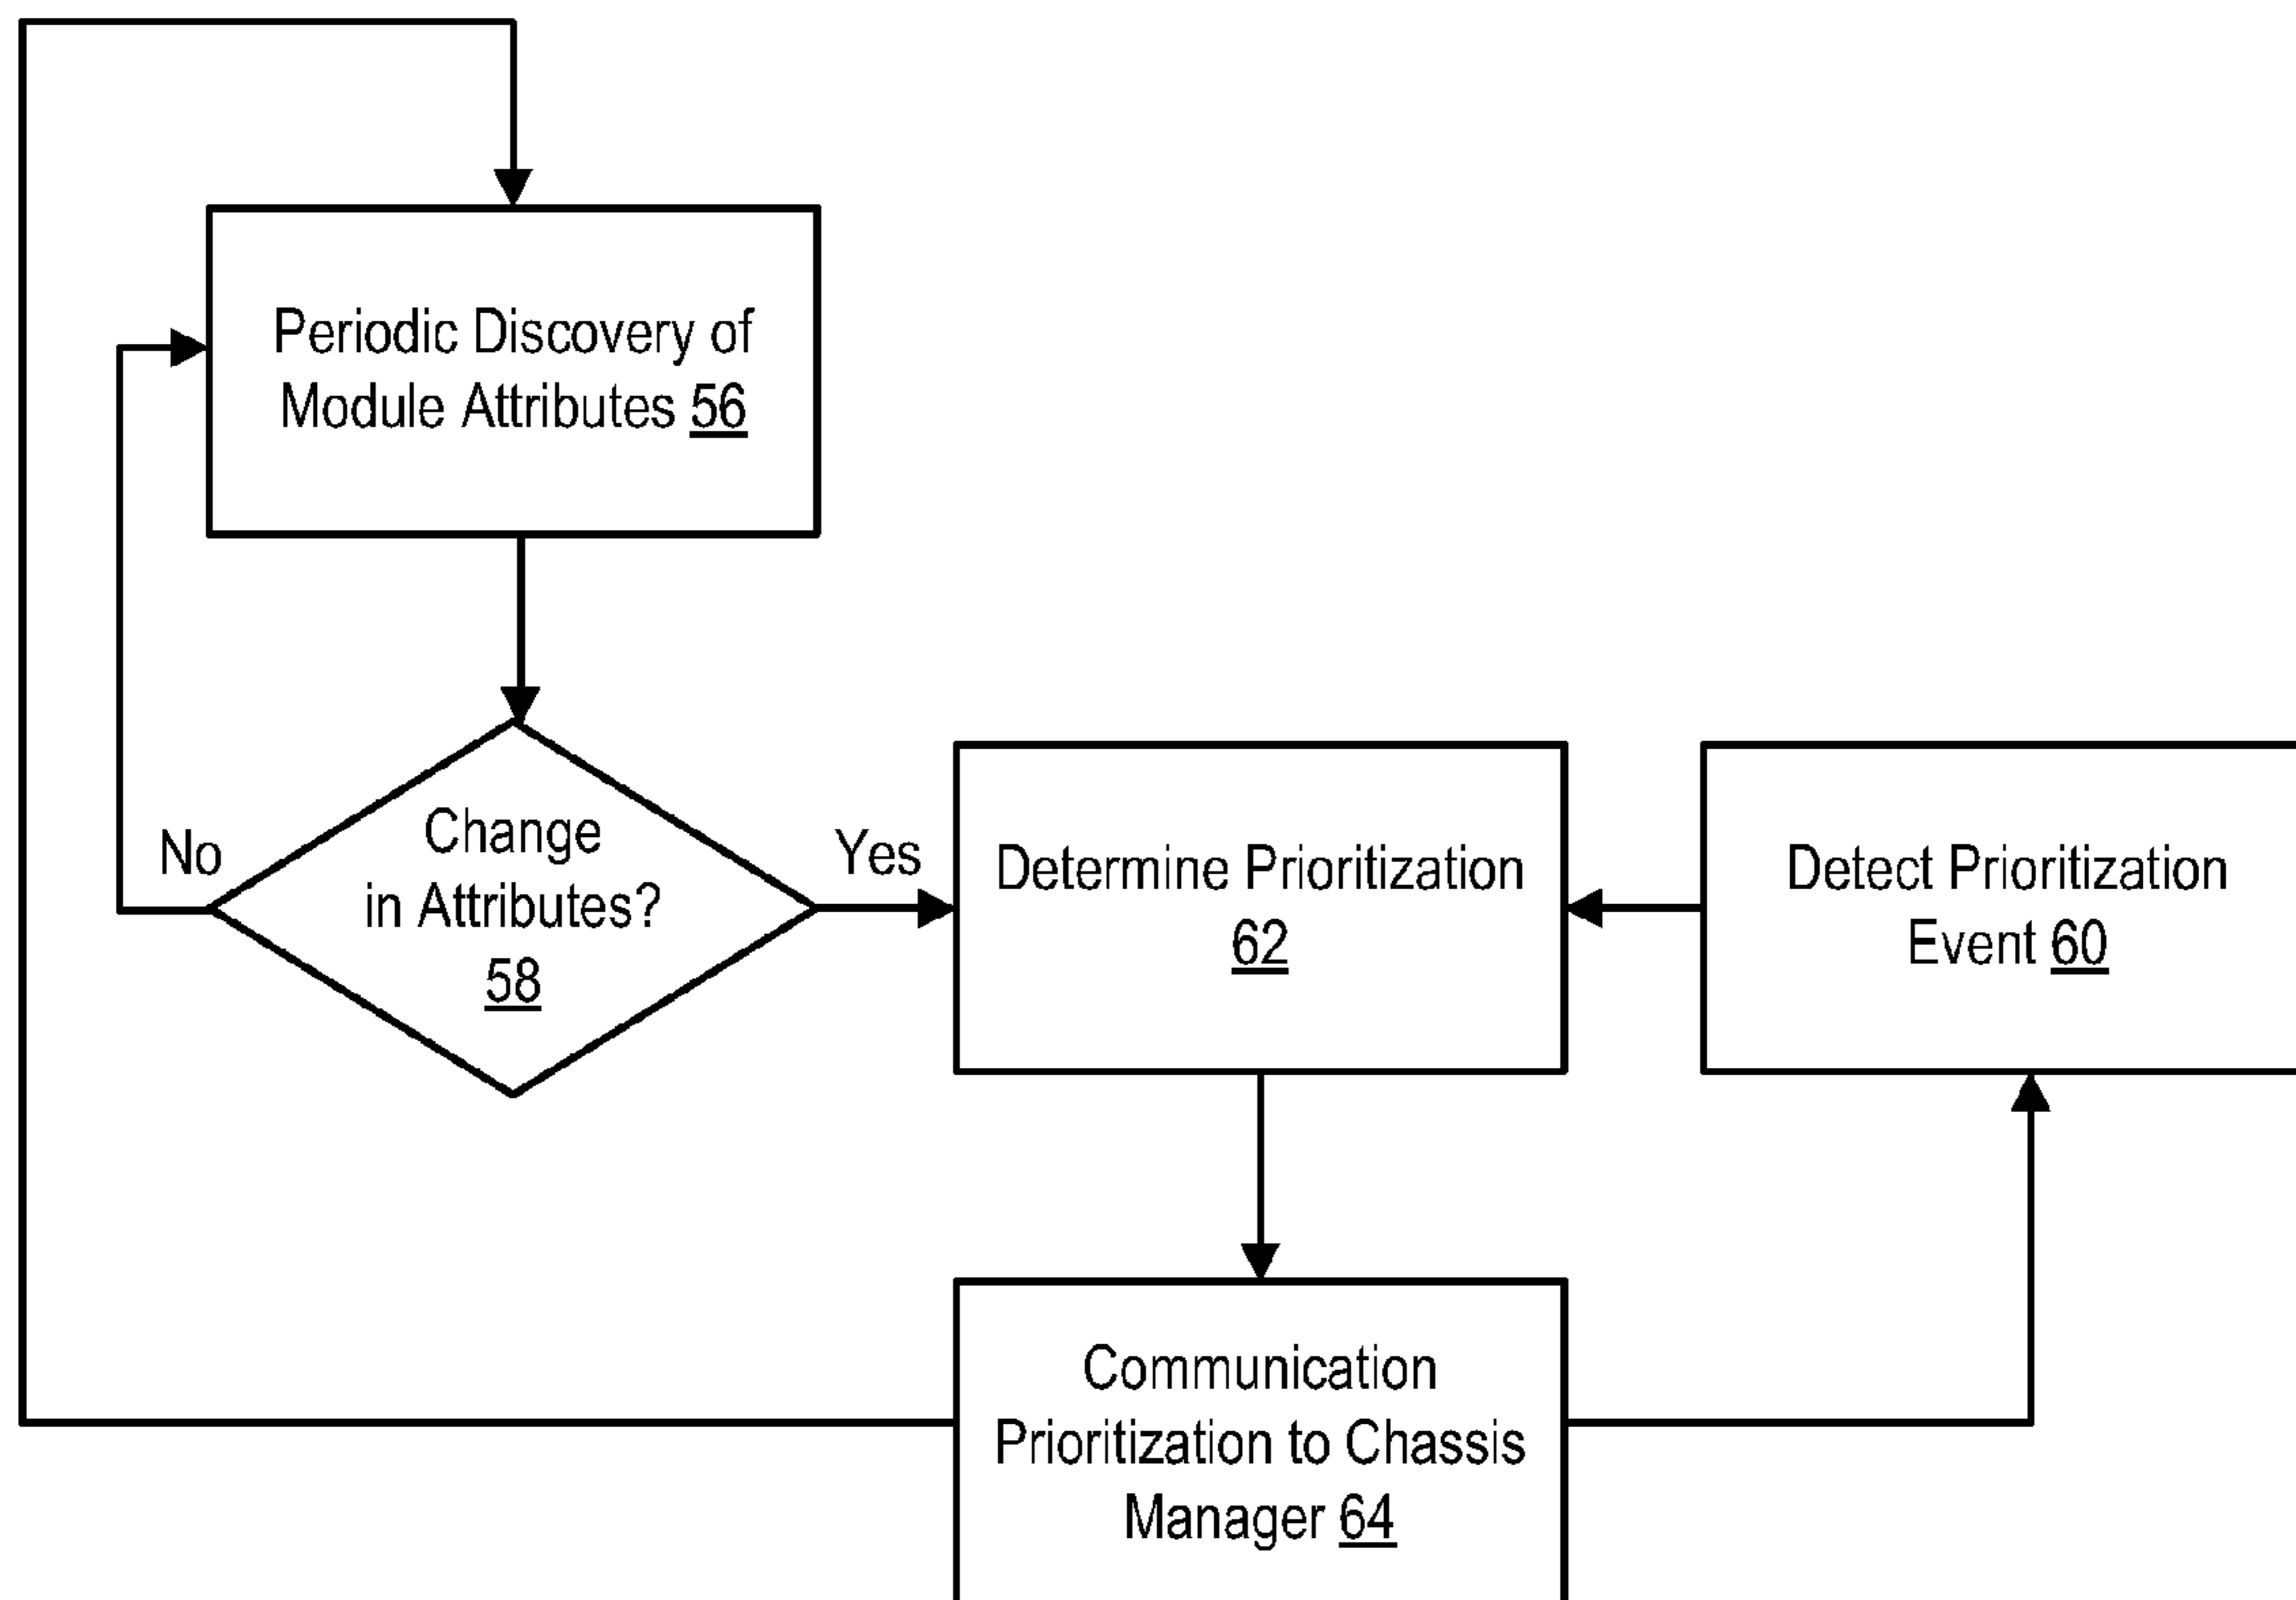 Periodic Discovery of
Module Attributes 56
Change
in Attributes?
58
No
Yes
Determine Prioritization
62
Detect Prioritization
Event 60
Communication
Prioritization to Chassis
Manager 64